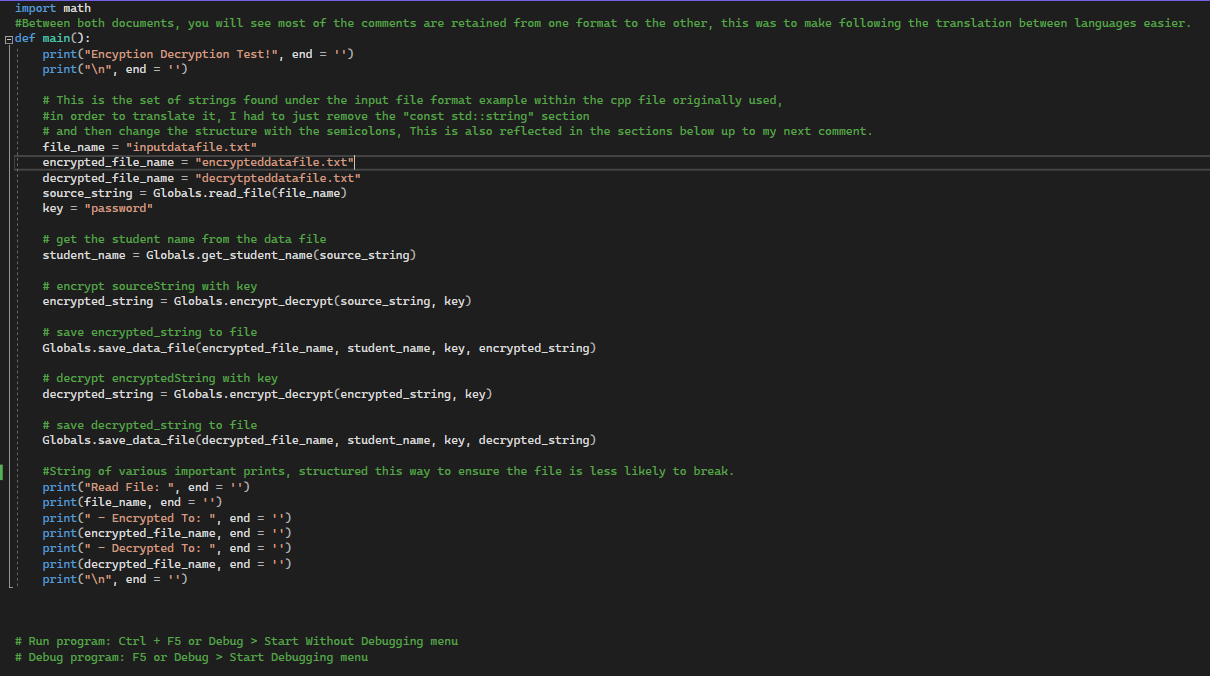 import math
#Between both documents, you will see most of the comments are retained from one format to the other, this was to make following the translation between languages easier.
def main():
    print("Encyption Decryption Test!", end = '')
    print("\n", end = '')
    # This is the set of strings found under the input file format example within the cpp file originally used,
    #in order to translate it, I had to just remove the "const std::string" section
    # and then change the structure with the semicolons, This is also reflected in the sections below up to my next comment.
    file_name = "inputdatafile.txt"
    encrypted_file_name = "encrypteddatafile.txt"
    decrypted_file_name = "decrytpteddatafile.txt"
    source_string = Globals.read_file(file_name)
    key = "password"
    # get the student name from the data file
    student_name = Globals.get_student_name(source_string)
    # encrypt sourceString with key
    encrypted_string = Globals.encrypt_decrypt(source_string, key)
    # save encrypted_string to file
    Globals.save_data_file(encrypted_file_name, student_name, key, encrypted_string)
    # decrypt encryptedString with key
    decrypted_string = Globals.encrypt_decrypt(encrypted_string, key)
    # save decrypted_string to file
    Globals.save_data_file(decrypted_file_name, student_name, key, decrypted_string)
    #String of various important prints, structured this way to ensure the file is less likely to break.
    print("Read File: ", end = '')
    print(file_name, end = '')
    print(" - Encrypted To: ", end = '')
    print(encrypted_file_name, end = '')
    print(" - Decrypted To: ", end = '')
    print(decrypted_file_name, end = '')
    print("\n", end = '')
# Run program: Ctrl + F5 or Debug > Start Without Debugging menu
# Debug program: F5 or Debug > Start Debugging menu